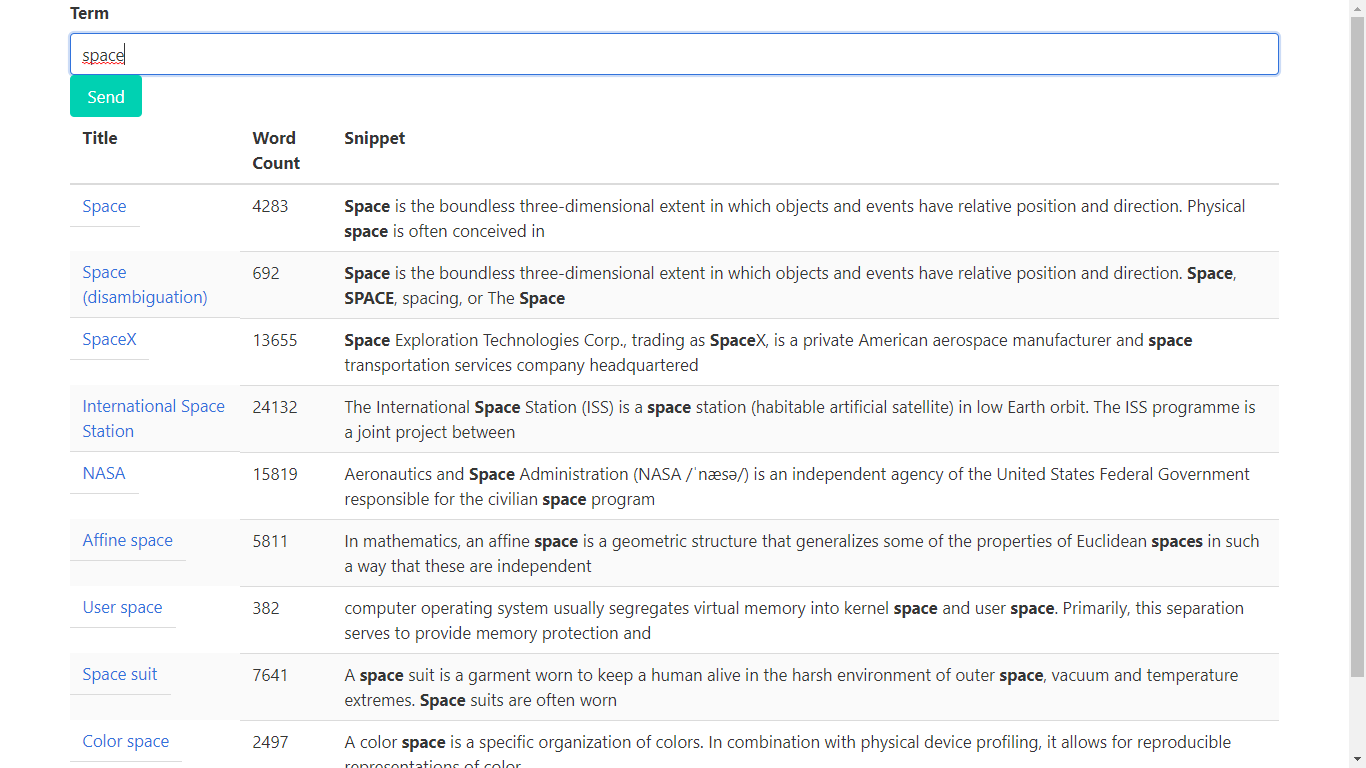 Term
space
Send
Title Word Snippet
Count
Space 4283 Space is the boundless three-dimensional extent in which objects and events have relative position and direction. Physical
space is often conceived in
Space 692 Space is the boundless three-dimensional extent in which objects and events have relative position and direction. Space,
(disambiguation) SPACE, spacing, or The Space
SpaceX 13655 Space Exploration Technologies Corp., trading as SpaceX, is a private American aerospace manufacturer and space
transportation services company headquartered
International Space 24132 The International Space Station (ISS) is a space station (habitable artificial satellite) in low Earth orbit. The ISS programme is
Station a joint project between
NASA 15819 Aeronautics and Space Administration (NASA /ˈnæsə/) is an independent agency of the United States Federal Government
responsible for the civilian space program
Affine space 5811 In mathematics, an affine space is a geometric structure that generalizes some of the properties of Euclidean spaces in such
a way that these are independent
User space 382 computer operating system usually segregates virtual memory into kernel space and user space. Primarily, this separation
serves to provide memory protection and
Space suit 7641 A space suit is a garment worn to keep a human alive in the harsh environment of outer space, vacuum and temperature
extremes. Space suits are often worn
Color space 2497 A color space is a specific organization of colors. In combination with physical device profiling, it allows for reproducible
representations of color